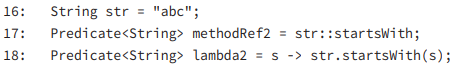 16: String str = "abc";
17: Predicate<String> methodRef2 = str::startsWith;
18: Predicate<String> lambda2 = s -> str.startsWith(s);